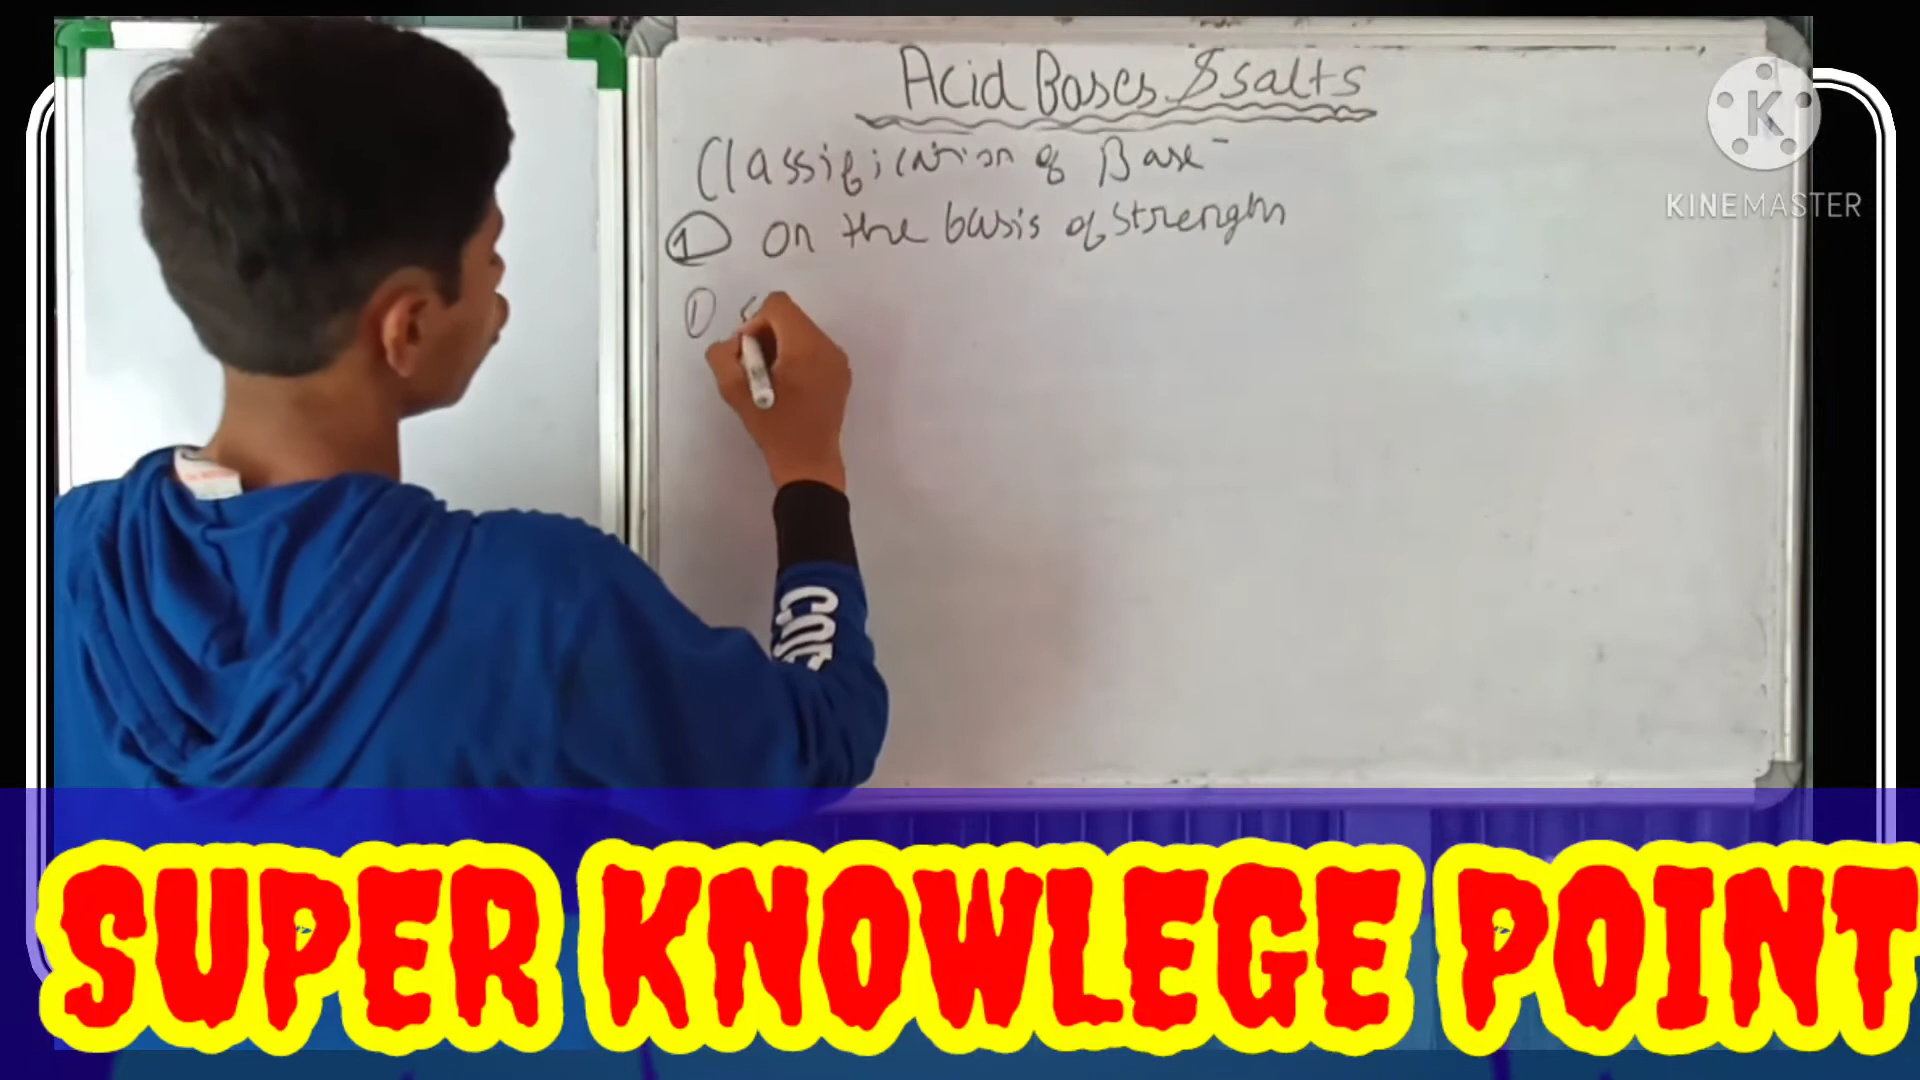 Acid Bases & salts
Classification of Base -
① on the basis of strength
① s
K
KINEMASTER
SUPER KNOWLEGE POINT